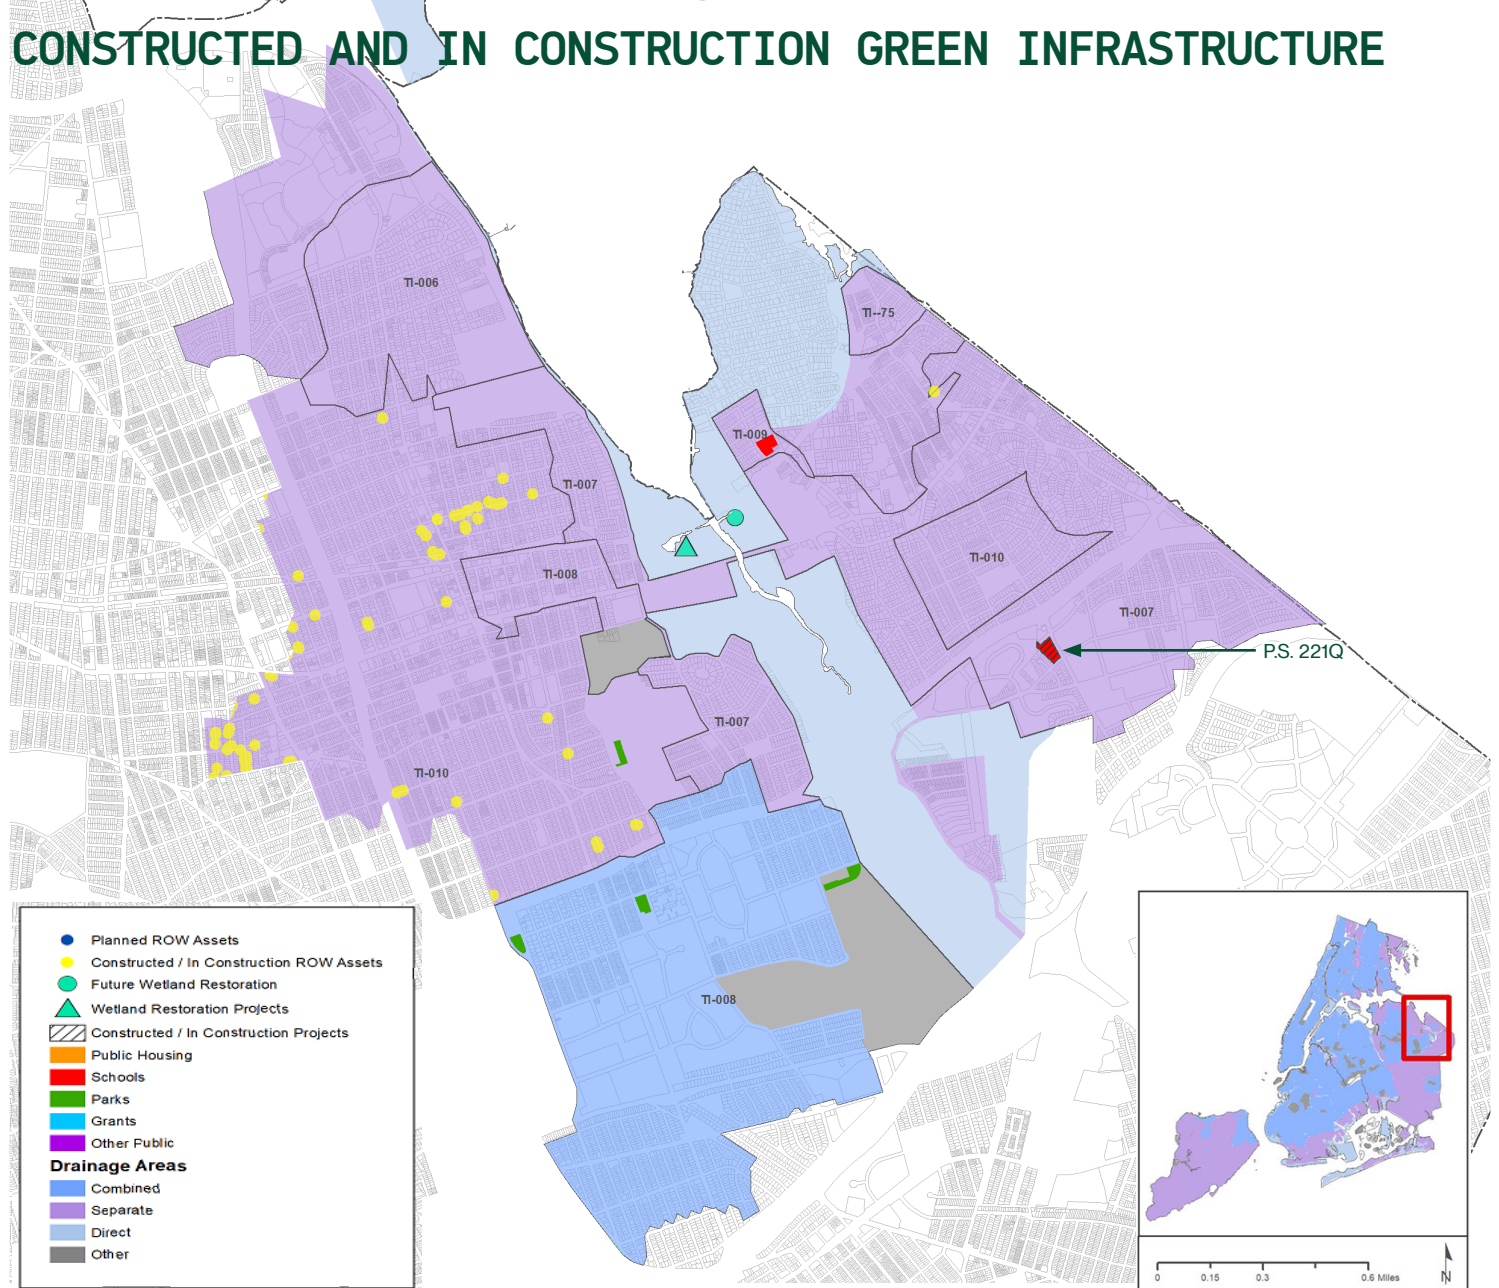 CONSTRUCTED AND IN CONSTRUCTION GREEN INFRASTRUCTURE
TI-006
TI--75
TI-009
TI-007
TI-008
TI-010
TI-007
P.S. 221Q
TI-007
TI-010
TI-008
Planned ROW Assets
Constructed / In Construction ROW Assets
Future Wetland Restoration
Wetland Restoration Projects
Constructed / In Construction Projects
Public Housing
Schools
Parks
Grants
Other Public
Drainage Areas
Combined
Separate
Direct
Other
0 0.15 0.3 0.6 Miles
N